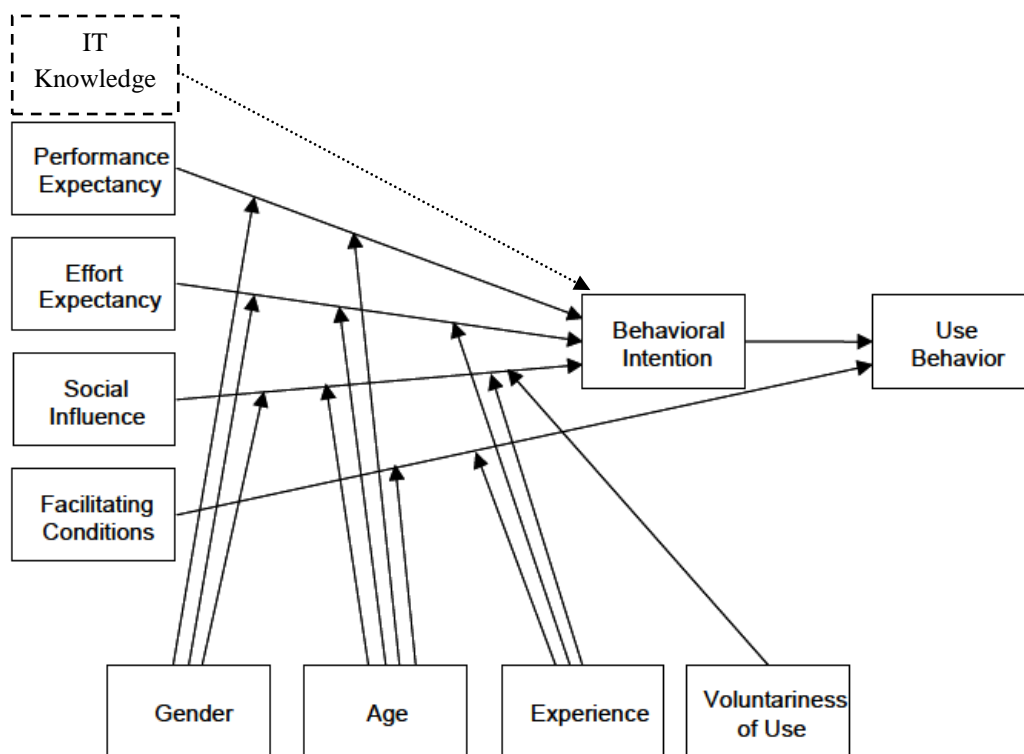 IT
Knowledge
Performance
Expectancy
Effort
Expectancy
Social
Influence
Facilitating
Conditions
Behavioral
Intention
Use
Behavior
Gender
Age
Experience
Voluntariness
of Use